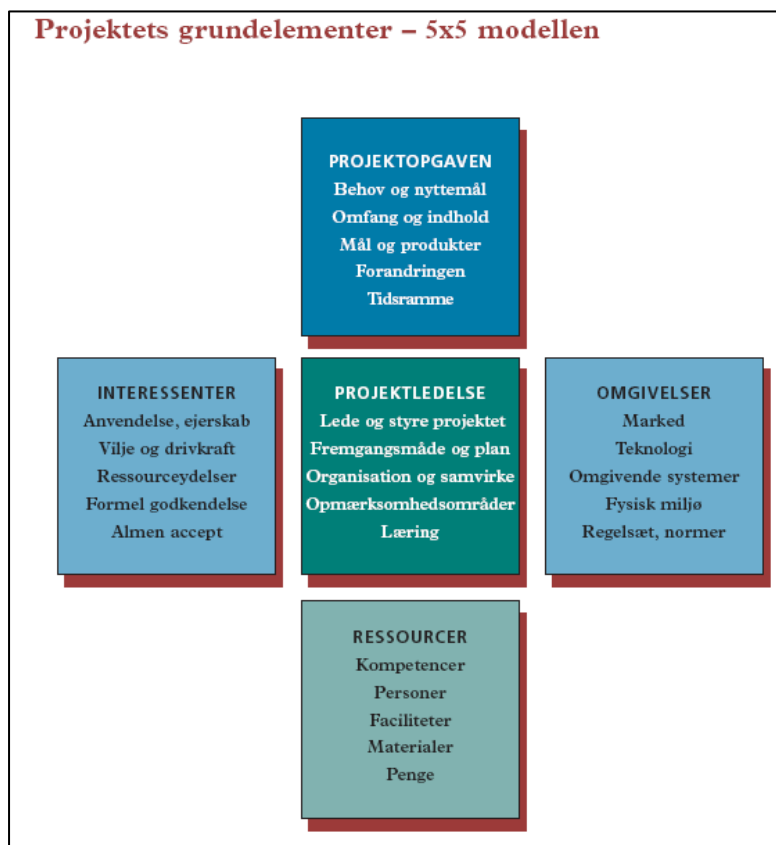 Projektets grundelementer – 5x5 modellen
PROJEKTOPGAVEN
Behov og nyttemål
Omfang og indhold
Mål og produkter
Forandringen
Tidsramme
INTERESSENTER
Anvendelse, ejerskab
Vilje og drivkraft
Ressourceydelser
Formel godkendelse
Almen accept
PROJEKTLEDELSE
Lede og styre projektet
Fremgangsmåde og plan
Organisation og samvirke
Opmærksomhedsområder
Læring
OMGIVELSER
Marked
Teknologi
Omgivende systemer
Fysisk miljø
Regelsæt, normer
RESSOURCER
Kompetencer
Personer
Faciliteter
Materialer
Penge